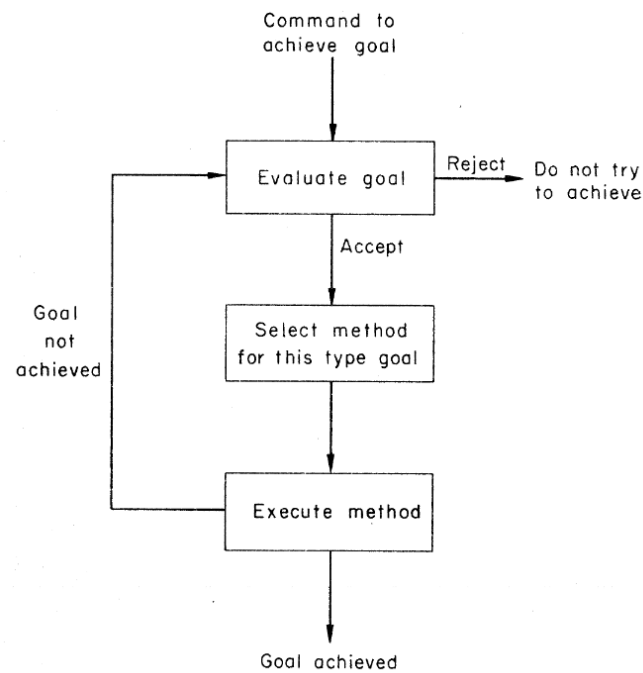 Command to
achieve goal
Evaluate goal
Reject
Do not try
to achieve
Accept
Goal
not
achieved
Select method
for this type goal
Execute method
Goal achieved